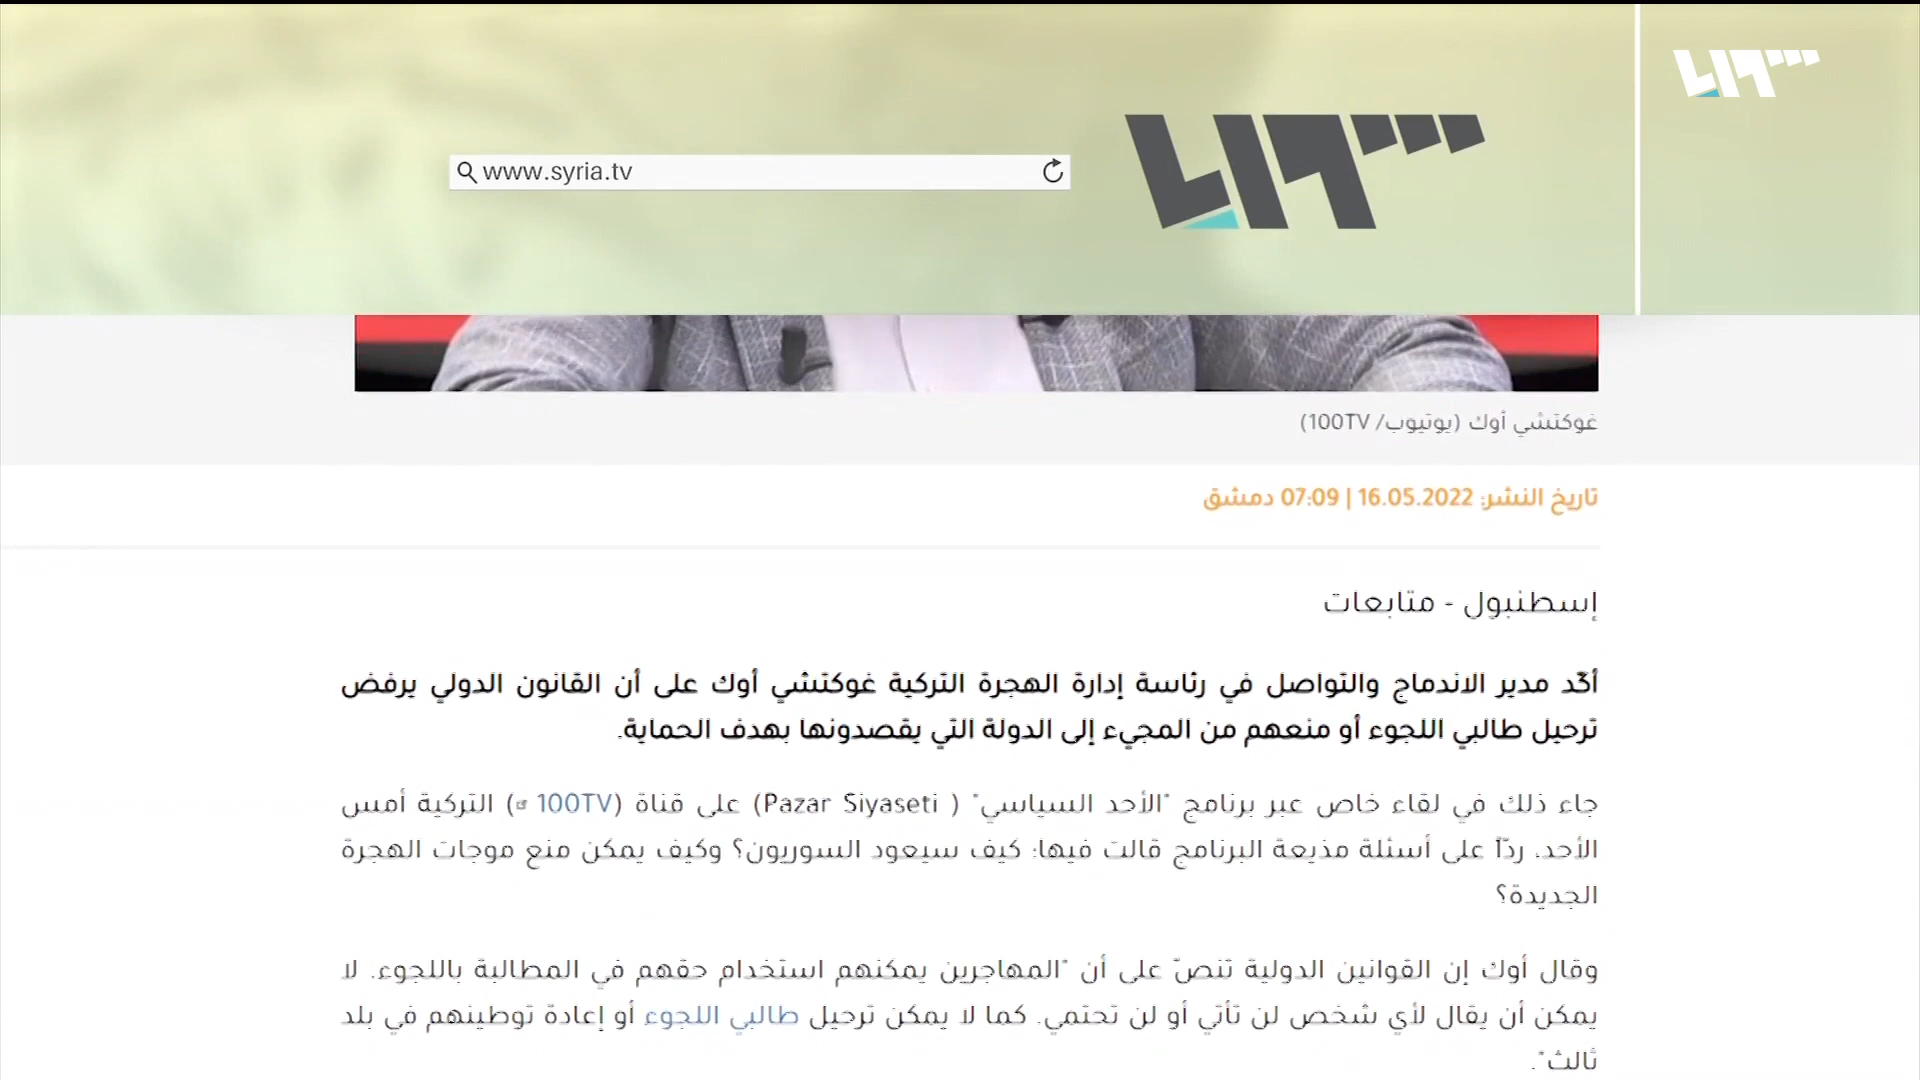 www.syria.tv
غوكتشي أوك (يوتيوب/ 100TV)
تاريخ النشر: 16.05.2022 | 07:09 دمشق
إسطنبول - متابعات
أكّد مدير الاندماج والتواصل في رئاسة إدارة الهجرة التركية غوكتشي أوك على أن القانون الدولي يرفض
ترحيل طالبي اللجوء أو منعهم من المجيء إلى الدولة التي يقصدونها بهدف الحماية.
جاء ذلك في لقاء خاص عبر برنامج "الأحد السياسي" ( Pazar Siyaseti) على قناة (100TV) التركية أمس
الأحد، ردّاً على أسئلة مذيعة البرنامج قالت فيها: كيف سيعود السوريون؟ وكيف يمكن منع موجات الهجرة
الجديدة؟
وقال أوك إن القوانين الدولية تنصّ على أن "المهاجرين يمكنهم استخدام حقهم في المطالبة باللجوء. لا
يمكن أن يقال لأي شخص لن تأتي أو لن تحتمي. كما لا يمكن ترحيل طالبي اللجوء أو إعادة توطينهم في بلد
ثالث".